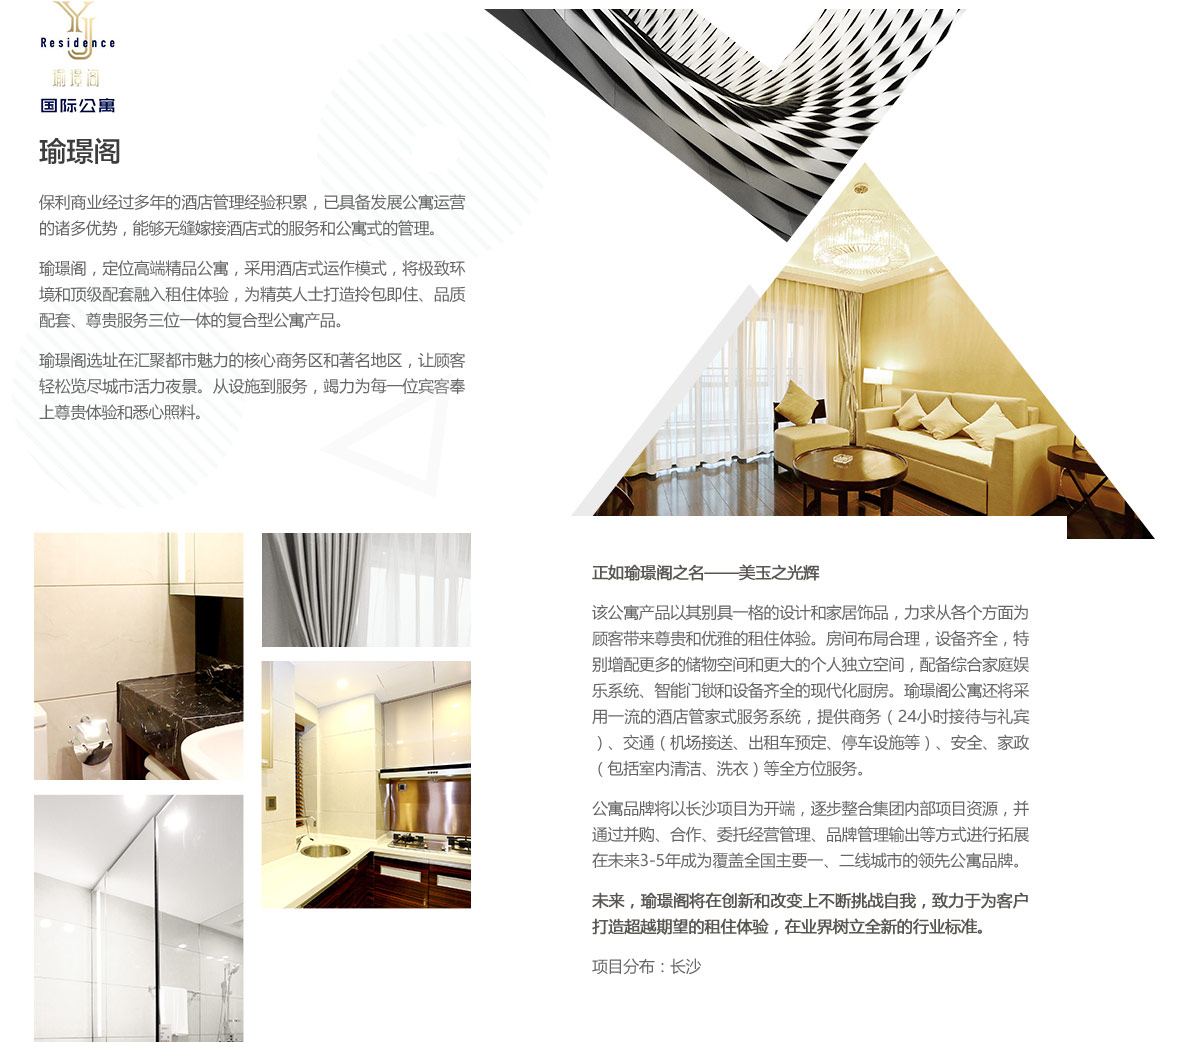 YJ
Residence
瑜璟阁
国际公寓
瑜璟阁
保利商业经过多年的酒店管理经验积累，已具备发展公寓运营
的诸多优势，能够无缝嫁接酒店式的服务和公寓式的管理。
瑜璟阁，定位高端精品公寓，采用酒店式运作模式，将极致环
境和顶级配套融入租住体验，为精英人士打造拎包即住、品质
配套、尊贵服务三位一体的复合型公寓产品。
瑜璟阁选址在汇聚都市魅力的核心商务区和著名地区，让顾客
轻松览尽城市活力夜景。从设施到服务，竭力为每一位宾客奉
上尊贵体验和悉心照料。
正如瑜璟阁之名——美玉之光辉
该公寓产品以其别具一格的设计和家居饰品，力求从各个方面为
顾客带来尊贵和优雅的租住体验。房间布局合理，设备齐全，特
别增配更多的储物空间和更大的个人独立空间，配备综合家庭娱
乐系统、智能门锁和设备齐全的现代化厨房。瑜璟阁公寓还将采
用一流的酒店管家式服务系统，提供商务（24小时接待与礼宾
）、交通（机场接送、出租车预定、停车设施等）、安全、家政
（包括室内清洁、洗衣）等全方位服务。
公寓品牌将以长沙项目为开端，逐步整合集团内部项目资源，并
通过并购、合作、委托经营管理、品牌管理输出等方式进行拓展
在未来3-5年成为覆盖全国主要一、二线城市的领先公寓品牌。
未来，瑜璟阁将在创新和改变上不断挑战自我，致力于为客户
打造超越期望的租住体验，在业界树立全新的行业标准。
项目分布：长沙